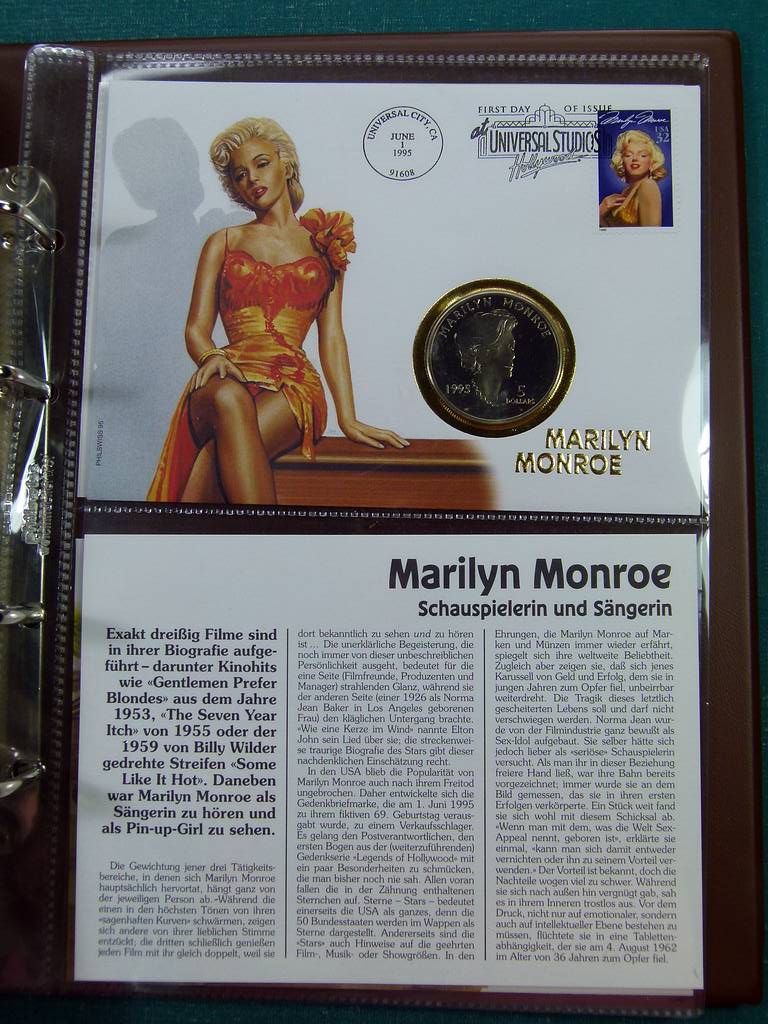 UNIVERSAL CITY, CA
JUNE
1
1995
91608
FIRST DAY OF ISSUE
at
UNIVERSAL STUDIOS
Hollywood
Marilyn Monroe
USA
32
MARILYN MONROE
1995 5
DOLLARS
MARILYN
MONROE
PHILSWISS 95
Marilyn Monroe
Schauspielerin und Sängerin
Exakt dreißig Filme sind
in ihrer Biografie aufge-
führt – darunter Kinohits
wie «Gentlemen Prefer
Blondes» aus dem Jahre
1953, «The Seven Year
Itch» von 1955 oder der
1959 von Billy Wilder
gedrehte Streifen «Some
Like It Hot». Daneben
war Marilyn Monroe als
Sängerin zu hören und
als Pin-up-Girl zu sehen.
Die Gewichtung jener drei Tätigkeits-
bereiche, in denen sich Marilyn Monroe
hauptsächlich hervortat, hängt ganz von
der jeweiligen Person ab. «Während die
einen in den höchsten Tönen von ihren
«sagenhaften Kurven» schwärmen, zeigen
sich andere von ihrer lieblichen Stimme
entzückt; die dritten schließlich genießen
jeden Film mit ihr gleich doppelt, weil sie
dort bekanntlich zu sehen und zu hören
ist ... Die unerklärliche Begeisterung, die
noch immer von dieser unbeschreiblichen
Persönlichkeit ausgeht, bedeutet für die
eine Seite (Filmfreunde, Produzenten und
Manager) strahlenden Glanz, während sie
der anderen Seite (einer 1926 als Norma
Jean Baker in Los Angeles geborenen
Frau) den kläglichen Untergang brachte.
«Wie eine Kerze im Wind» nannte Elton
John sein Lied über sie; die streckenwei-
se traurige Biografie des Stars gibt dieser
nachdenklichen Einschätzung recht.
In den USA blieb die Popularität von
Marilyn Monroe auch nach ihrem Freitod
ungebrochen. Daher entwickelte sich die
Gedenkbriefmarke, die am 1. Juni 1995
zu ihrem fiktiven 69. Geburtstag veraus-
gabt wurde, zu einem Verkaufsschlager.
Es gelang den Postverantwortlichen, den
ersten Bogen aus der (weiterzuführenden)
Gedenkserie «Legends of Hollywood» mit
ein paar Besonderheiten zu schmücken,
die man bisher noch nie sah. Allen voran
fallen die in der Zähnung enthaltenen
Sternchen auf. Sterne – Stars – bedeutet
einerseits die USA als ganzes, denn die
50 Bundesstaaten werden im Wappen als
Sterne dargestellt. Andererseits sind die
«Stars» auch Hinweise auf die geehrten
Film-, Musik- oder Showgrößen. In den
Ehrungen, die Marilyn Monroe auf Mar-
ken und Münzen immer wieder erfährt,
spiegelt sich ihre weltweite Beliebtheit.
Zugleich aber zeigen sie, daß sich jenes
Karussell von Geld und Erfolg, dem sie in
jungen Jahren zum Opfer fiel, unbeirrbar
weiterdreht. Die Tragik dieses letztlich
gescheiterten Lebens soll und darf nicht
verschwiegen werden. Norma Jean wur-
de von der Filmindustrie ganz bewußt als
Sex-Idol aufgebaut. Sie selber hätte sich
jedoch lieber als «seriöse» Schauspielerin
versucht. Als man ihr in dieser Beziehung
freiere Hand ließ, war ihre Bahn bereits
vorgezeichnet; immer wurde sie an dem
Bild gemessen, das sie in ihren ersten
Erfolgen verkörperte. Ein Stück weit fand
sie sich wohl mit diesem Schicksal ab.
«Wenn man mit dem, was die Welt Sex-
Appeal nennt, geboren ist», erklärte sie
einmal, «kann man sich damit entweder
vernichten oder ihn zu seinem Vorteil ver-
wenden.» Der Vorteil ist bekannt, doch die
Nachteile wogen viel zu schwer. Während
sie sich nach außen hin vergnügt gab, sah
es in ihrem Inneren trostlos aus. Vor dem
Druck, nicht nur auf emotionaler, sondern
auch auf intellektueller Ebene bestehen zu
müssen, flüchtete sie in eine Tabletten-
abhängigkeit, der sie am 4. August 1962
im Alter von 36 Jahren zum Opfer fiel.